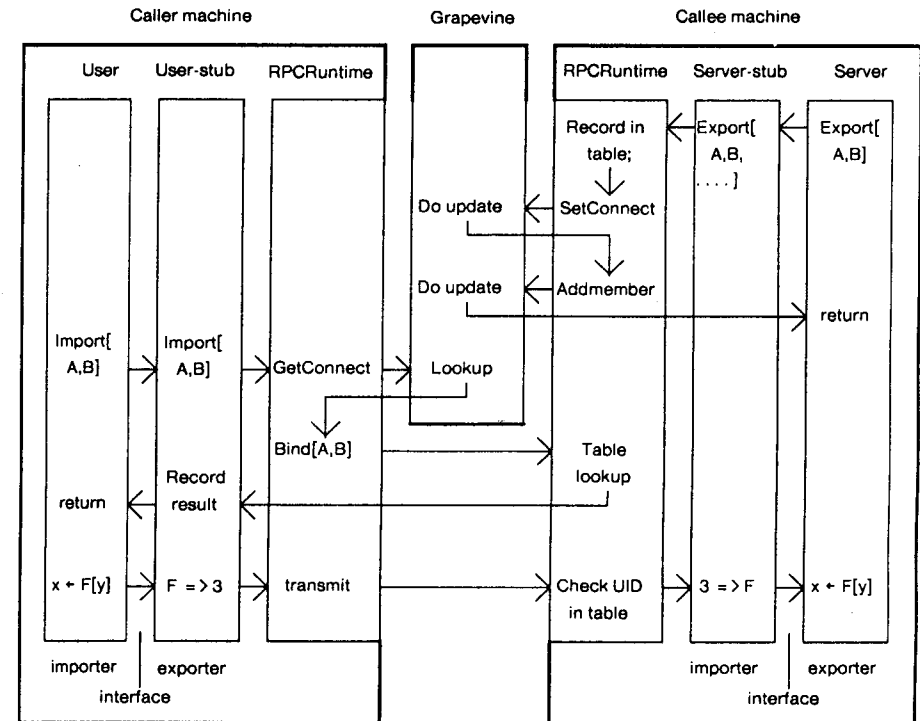 Caller machine
Grapevine
Callee machine
User
User-stub
RPCRuntime
RPCRuntime
Server-stub
Server
Record in
table;
Export[
A,B,
. . . . ]
Export[
A,B]
Do update
SetConnect
Do update
Addmember
return
Import[
A,B]
Import[
A,B]
GetConnect
Lookup
Bind[A,B]
Table
lookup
return
Record
result
x ← F[y]
F = > 3
transmit
Check UID
in table
3 = > F
x ← F[y]
importer
exporter
interface
importer
exporter
interface